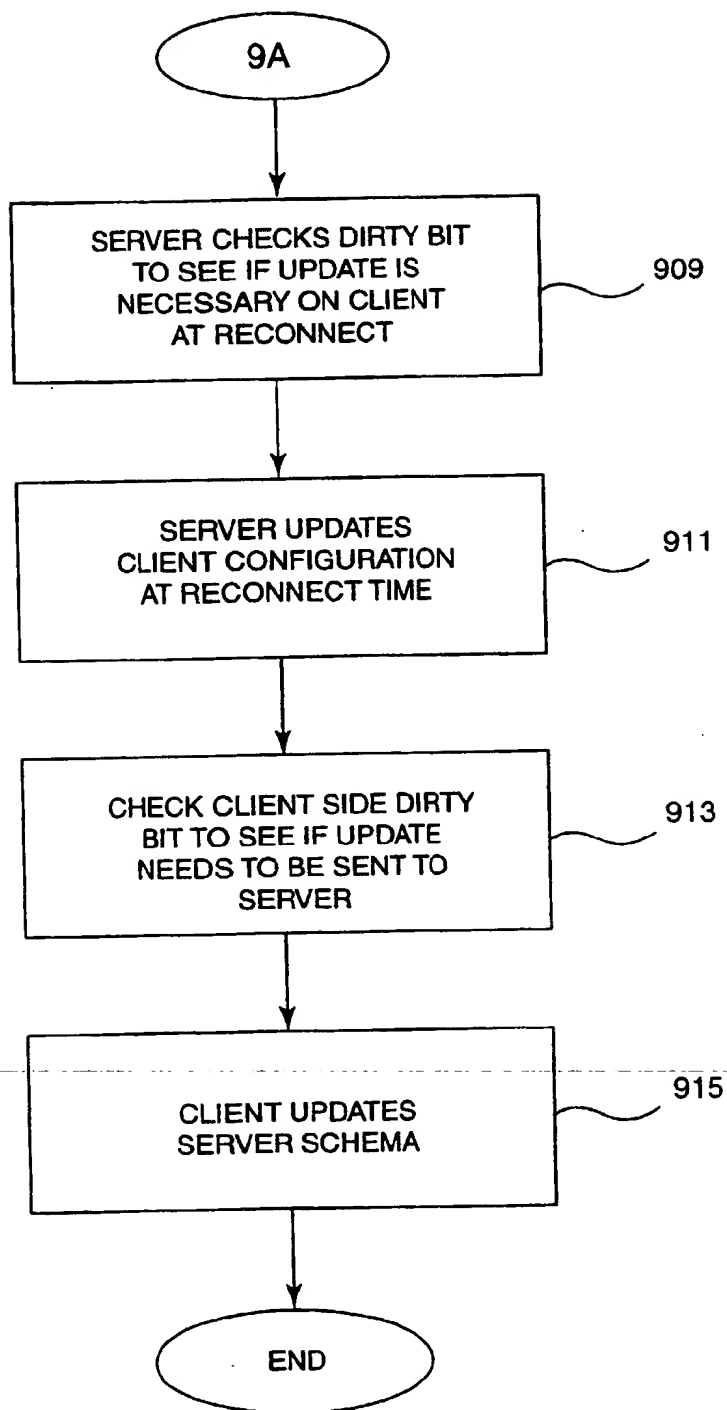 9A
SERVER CHECKS DIRTY BIT
TO SEE IF UPDATE IS
NECESSARY ON CLIENT
AT RECONNECT
909
SERVER UPDATES
CLIENT CONFIGURATION
AT RECONNECT TIME
911
CHECK CLIENT SIDE DIRTY
BIT TO SEE IF UPDATE
NEEDS TO BE SENT TO
SERVER
913
CLIENT UPDATES
SERVER SCHEMA
915
END